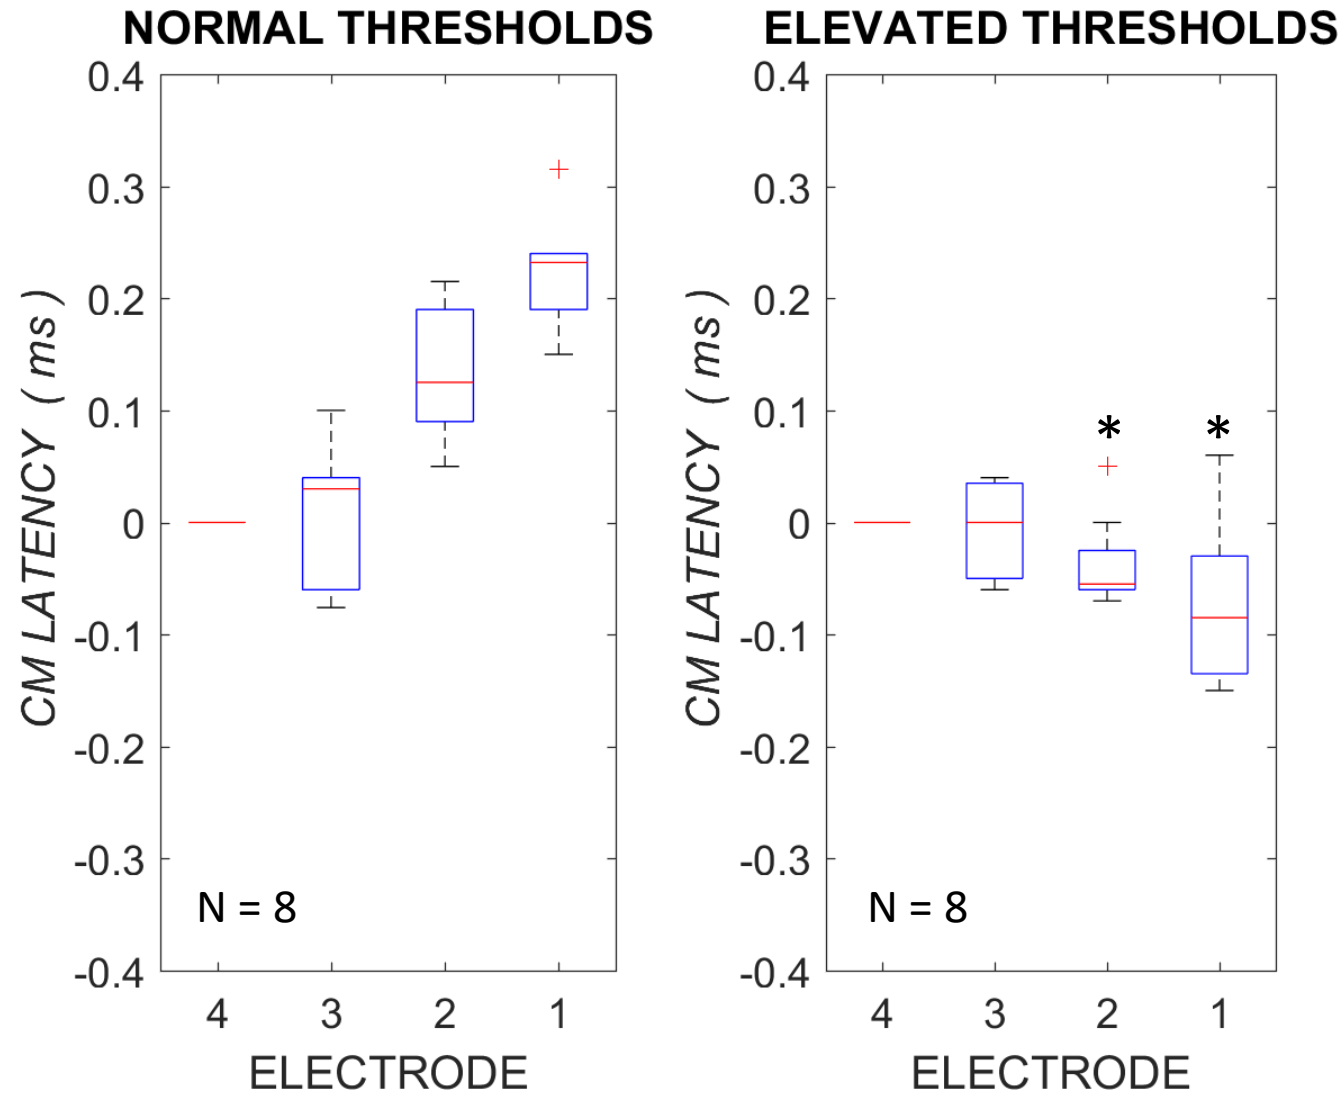 NORMAL THRESHOLDS
0.4
0.3
0.2
0.1
0
-0.1
-0.2
-0.3
-0.4
CM LATENCY ( ms )
N = 8
4 3 2 1
ELECTRODE
ELEVATED THRESHOLDS
0.4
0.3
0.2
0.1
0
-0.1
-0.2
-0.3
-0.4
CM LATENCY ( ms )
* *
N = 8
4 3 2 1
ELECTRODE